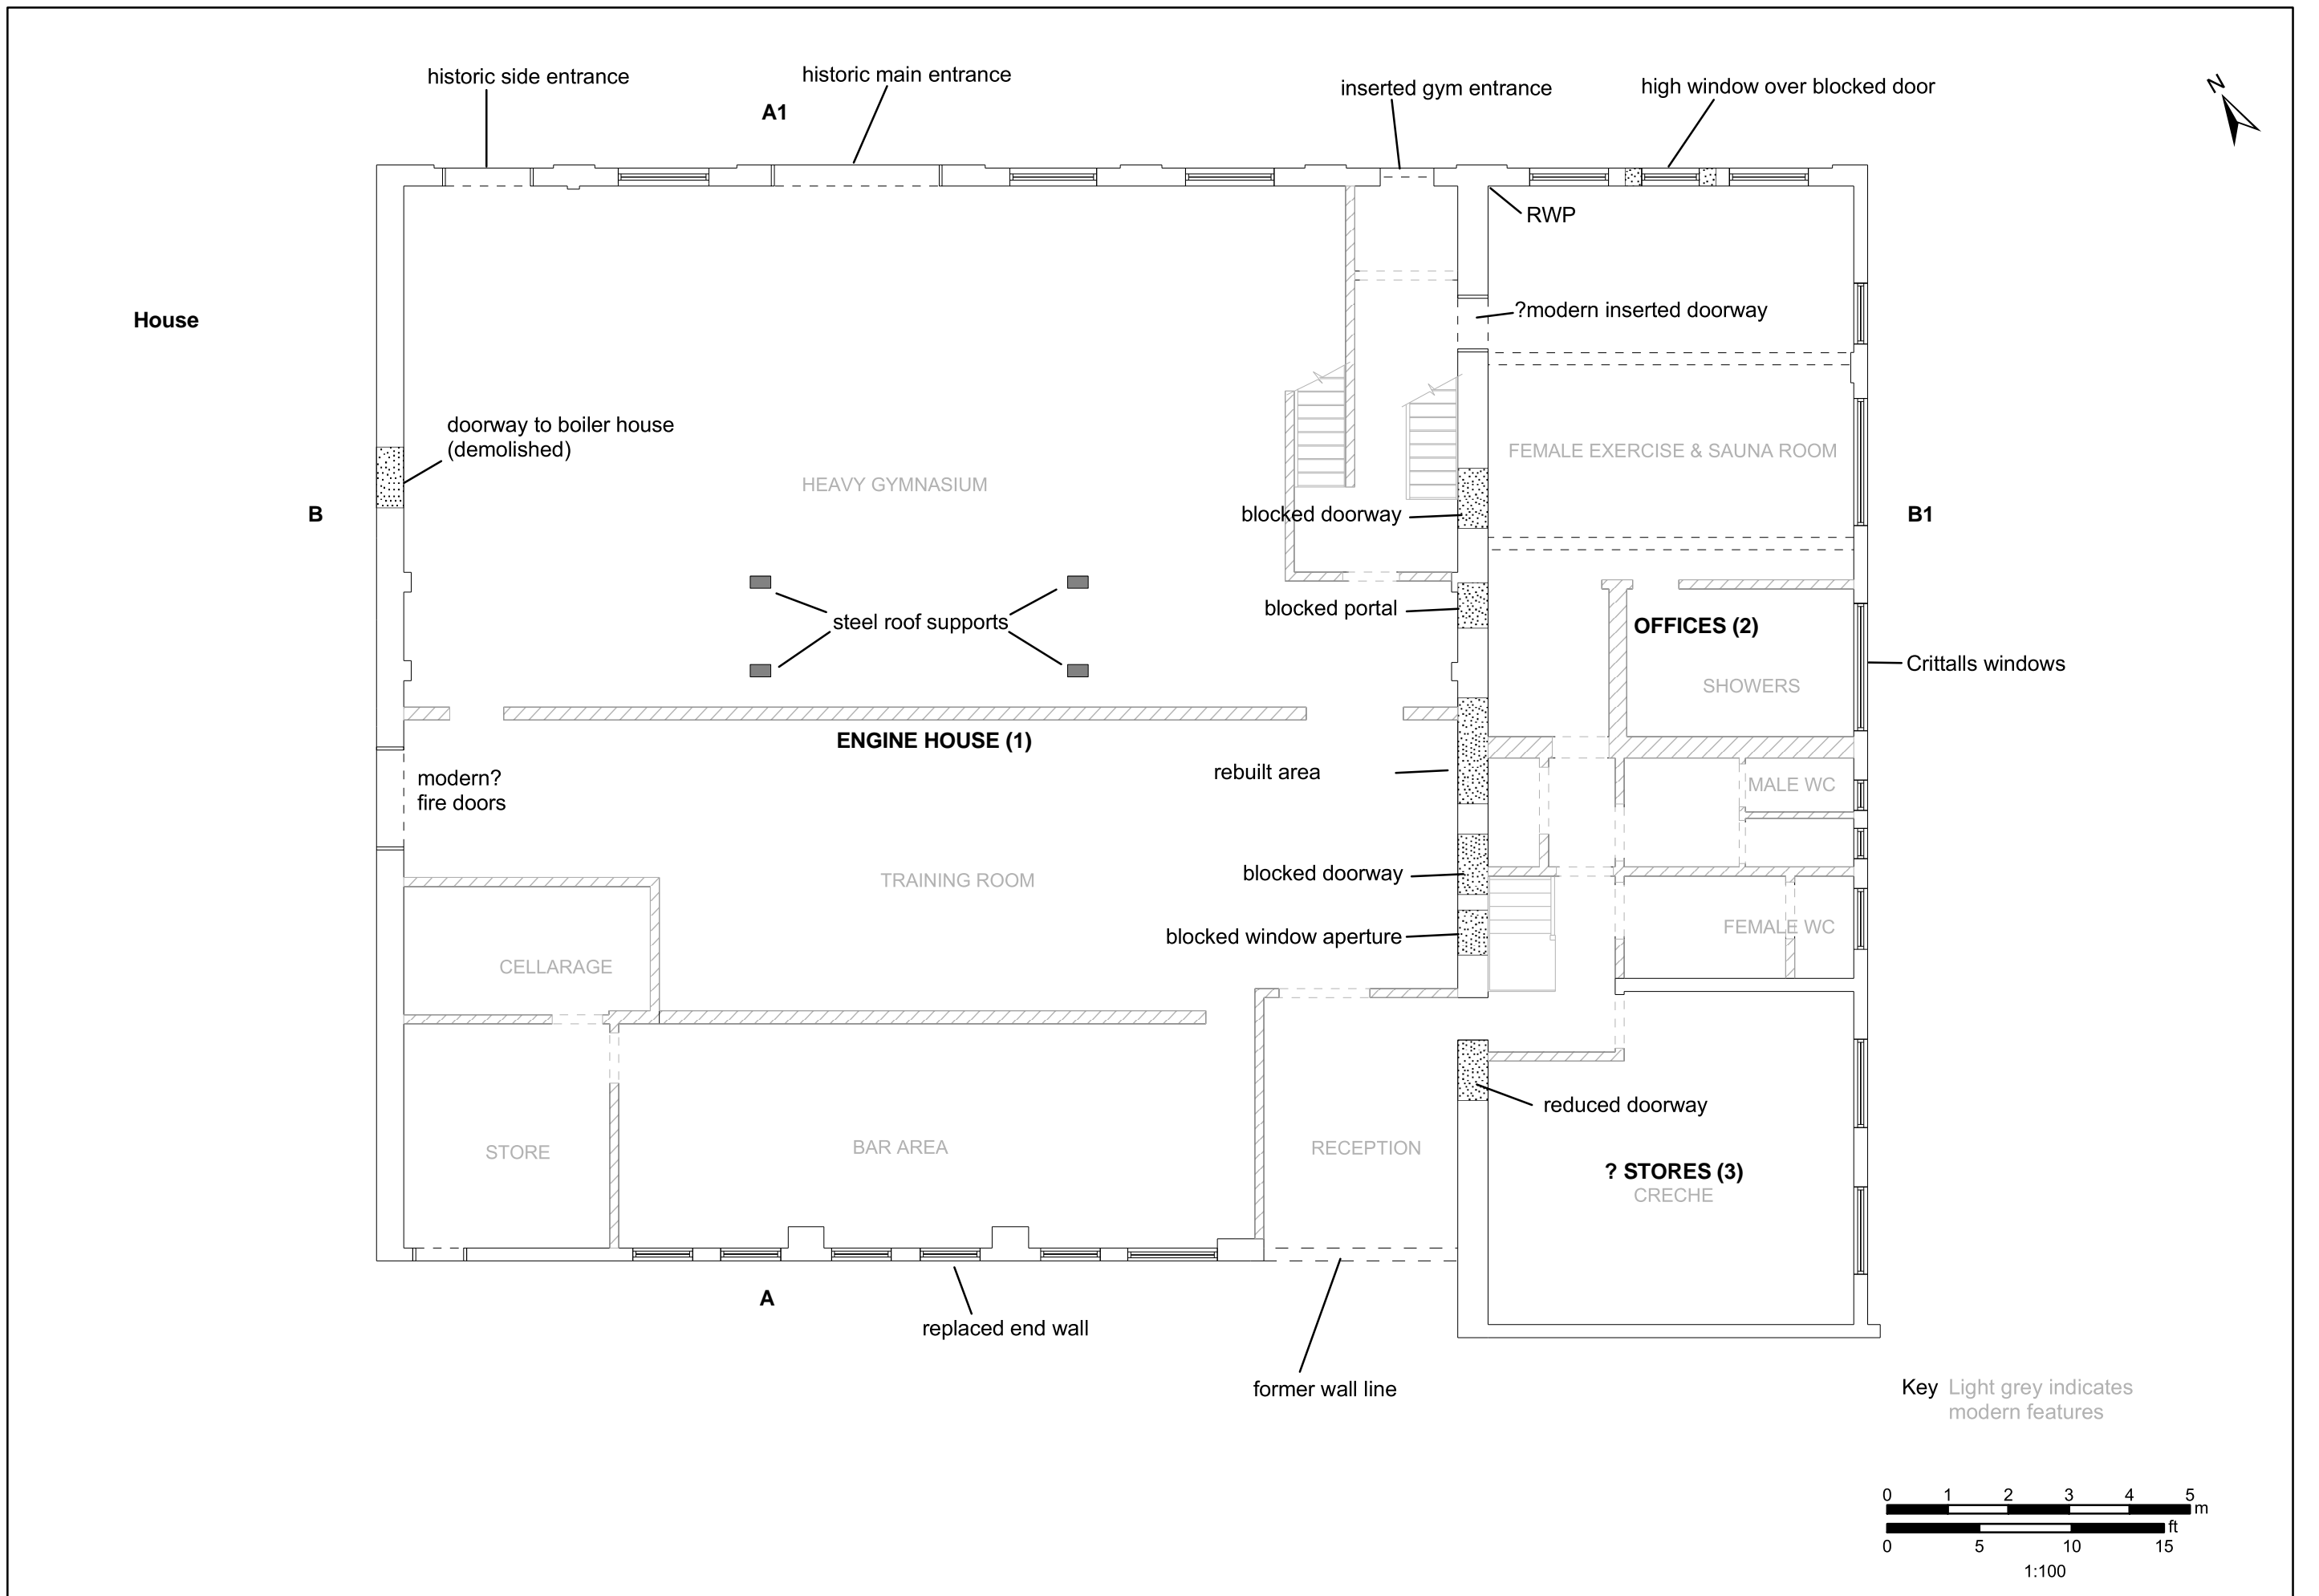 historic side entrance
historic main entrance
A1
inserted gym entrance
high window over blocked door
N
RWP
House
?modern inserted doorway
doorway to boiler house
(demolished)
HEAVY GYMNASIUM
FEMALE EXERCISE & SAUNA ROOM
B
blocked doorway
B1
blocked portal
steel roof supports
OFFICES (2)
Crittalls windows
SHOWERS
ENGINE HOUSE (1)
modern?
fire doors
rebuilt area
MALE WC
TRAINING ROOM
blocked doorway
blocked window aperture
FEMALE WC
CELLARAGE
reduced doorway
STORE
BAR AREA
RECEPTION
? STORES (3)
CRECHE
A
replaced end wall
former wall line
Key Light grey indicates
modern features
0 1 2 3 4 5
m
ft
0 5 10 15
1:100